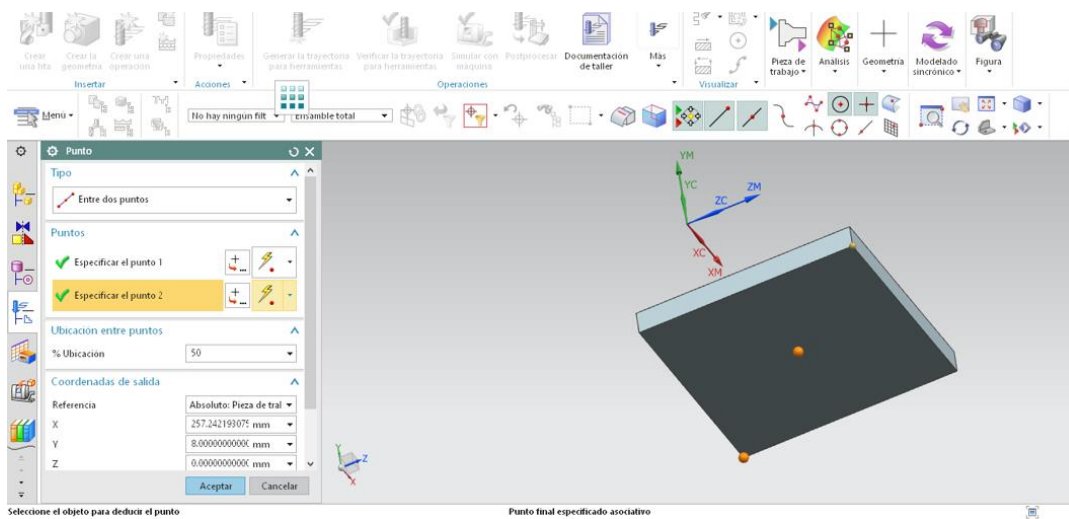 Crear una hta
Crear la geometría
Crear una operación
Insertar
Propiedades
Acciones
Generar la trayectoria para herramientas
Verificar la trayectoria para herramientas
Simular con máquina
Postprocesar
Documentación de taller
Más
Operaciones
Visualizar
Pieza de trabajo
Análisis
Geometría
Modelado sincrónico
Figura
Menú
No hay ningún filt
Ensamble total
Punto
Tipo
Entre dos puntos
Puntos
Especificar el punto 1
Especificar el punto 2
Ubicación entre puntos
% Ubicación
50
Coordenadas de salida
Referencia
Absoluto: Pieza de tral
X
257.242193075 mm
Y
8.0000000000 mm
Z
0.0000000000 mm
Aceptar
Cancelar
YM
YC
ZC
ZM
XC
XM
Y
Z
X
Seleccione el objeto para deducir el punto
Punto final especificado asociativo